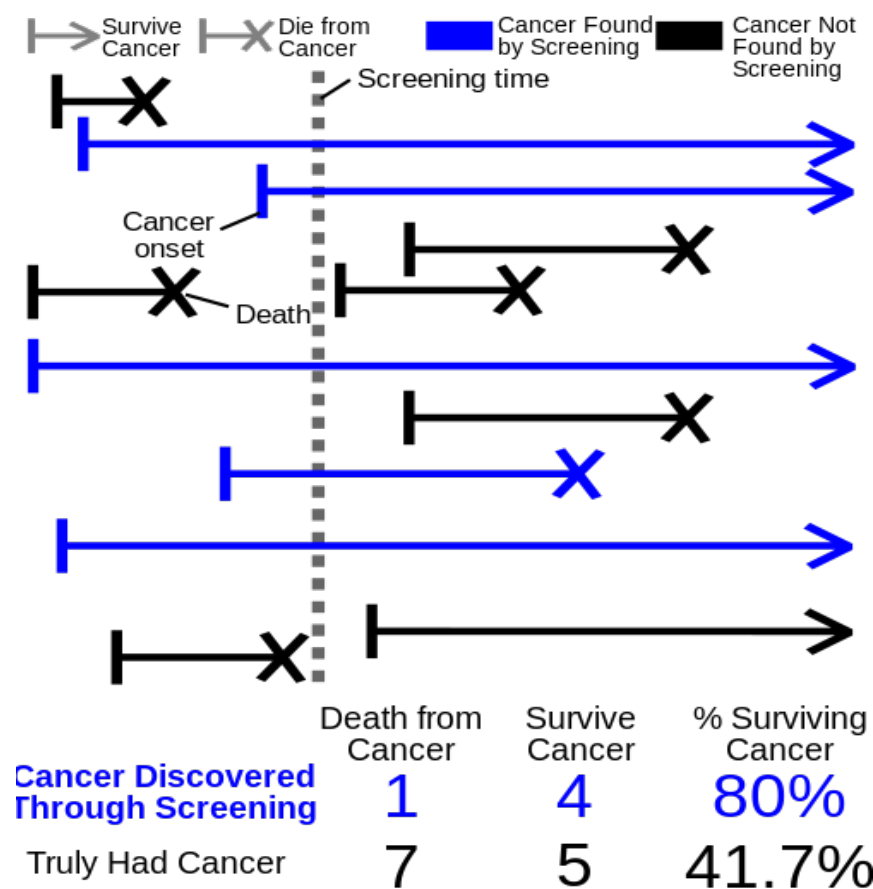 Survive
Cancer
Die from
Cancer
Cancer Found
by Screening
Cancer Not
Found by
Screening
Screening time
Cancer
onset
Death
Death from
Cancer
Survive
Cancer
% Surviving
Cancer
Cancer Discovered
Through Screening
1
4
80%
Truly Had Cancer
7
5
41.7%